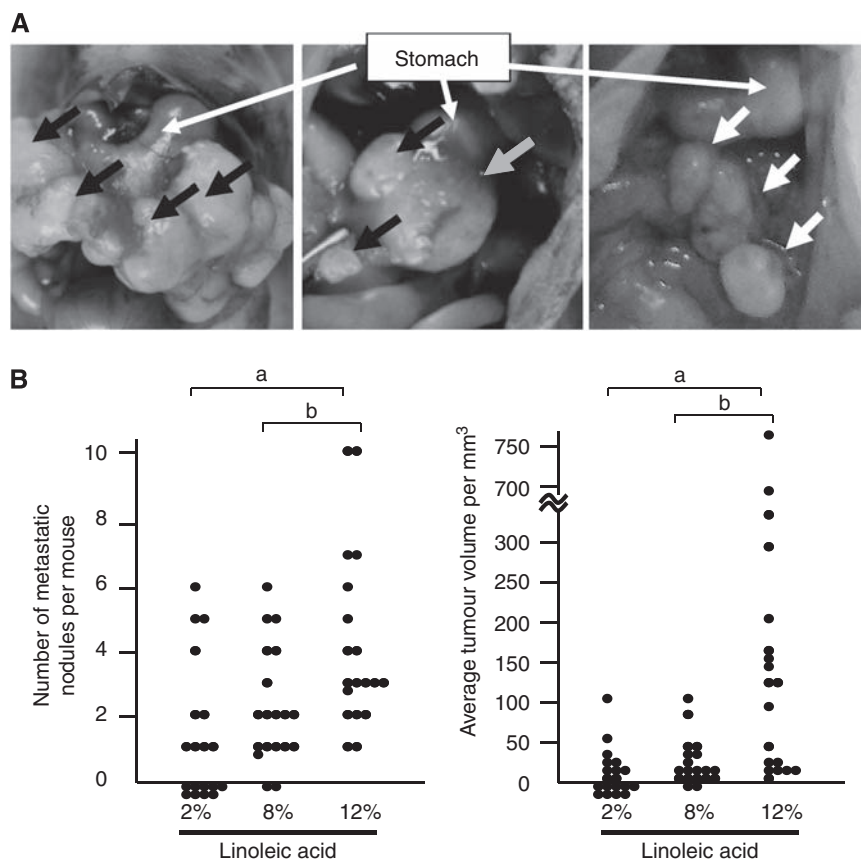 A
Stomach
B
a
b
Number of metastatic
nodules per mouse
10
8
6
4
2
0
2% 8% 12%
Linoleic acid
a
b
Average tumour volume per mm³
750
700
300
250
200
150
100
50
0
2% 8% 12%
Linoleic acid